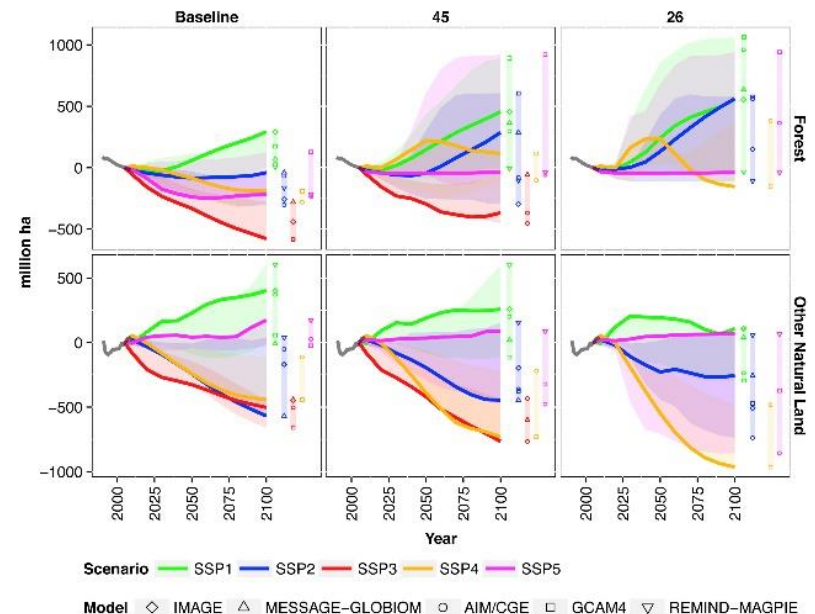 Baseline 45 26
1000
500
0
−500
Forest
million ha
500
0
−500
−1000
Other Natural Land
2000 2025 2050 2075 2100 2000 2025 2050 2075 2100 2000 2025 2050 2075 2100
Year
Scenario SSP1 SSP2 SSP3 SSP4 SSP5
Model IMAGE MESSAGE−GLOBIOM AIM/CGE GCAM4 REMIND−MAGPIE